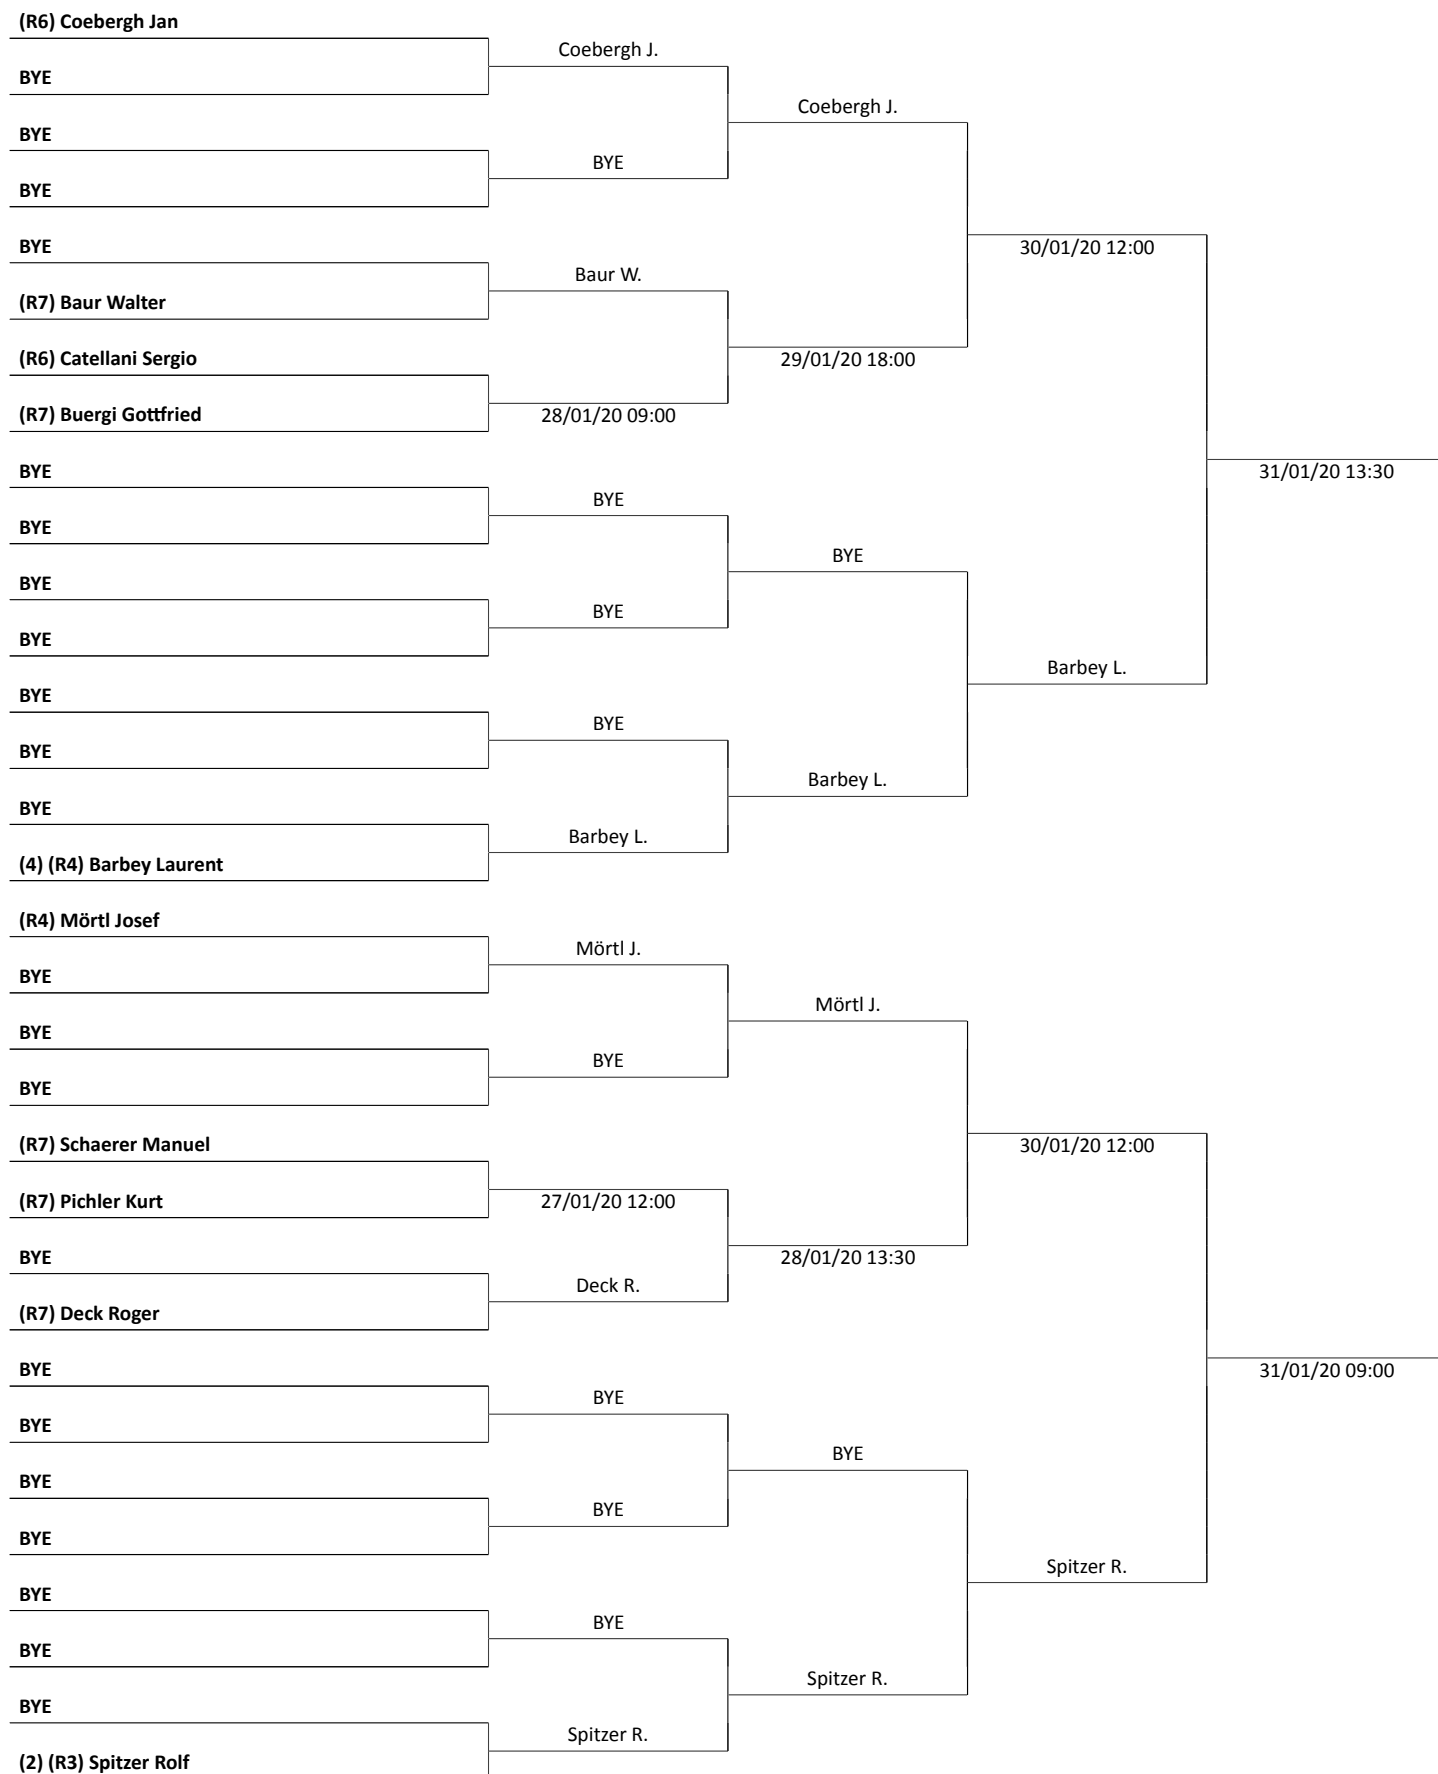 (R6) Coebergh Jan
Coebergh J.
BYE
Coebergh J.
BYE
BYE
BYE
BYE
30/01/20 12:00
Baur W.
(R7) Baur Walter
(R6) Catellani Sergio
29/01/20 18:00
(R7) Buergi Gottfried
28/01/20 09:00
BYE
31/01/20 13:30
BYE
BYE
BYE
BYE
BYE
BYE
Barbey L.
BYE
BYE
BYE
Barbey L.
BYE
Barbey L.
(4) (R4) Barbey Laurent
(R4) Mörtl Josef
Mörtl J.
BYE
Mörtl J.
BYE
BYE
BYE
(R7) Schaerer Manuel
30/01/20 12:00
(R7) Pichler Kurt
27/01/20 12:00
BYE
28/01/20 13:30
Deck R.
(R7) Deck Roger
BYE
31/01/20 09:00
BYE
BYE
BYE
BYE
BYE
BYE
Spitzer R.
BYE
BYE
BYE
Spitzer R.
BYE
Spitzer R.
(2) (R3) Spitzer Rolf